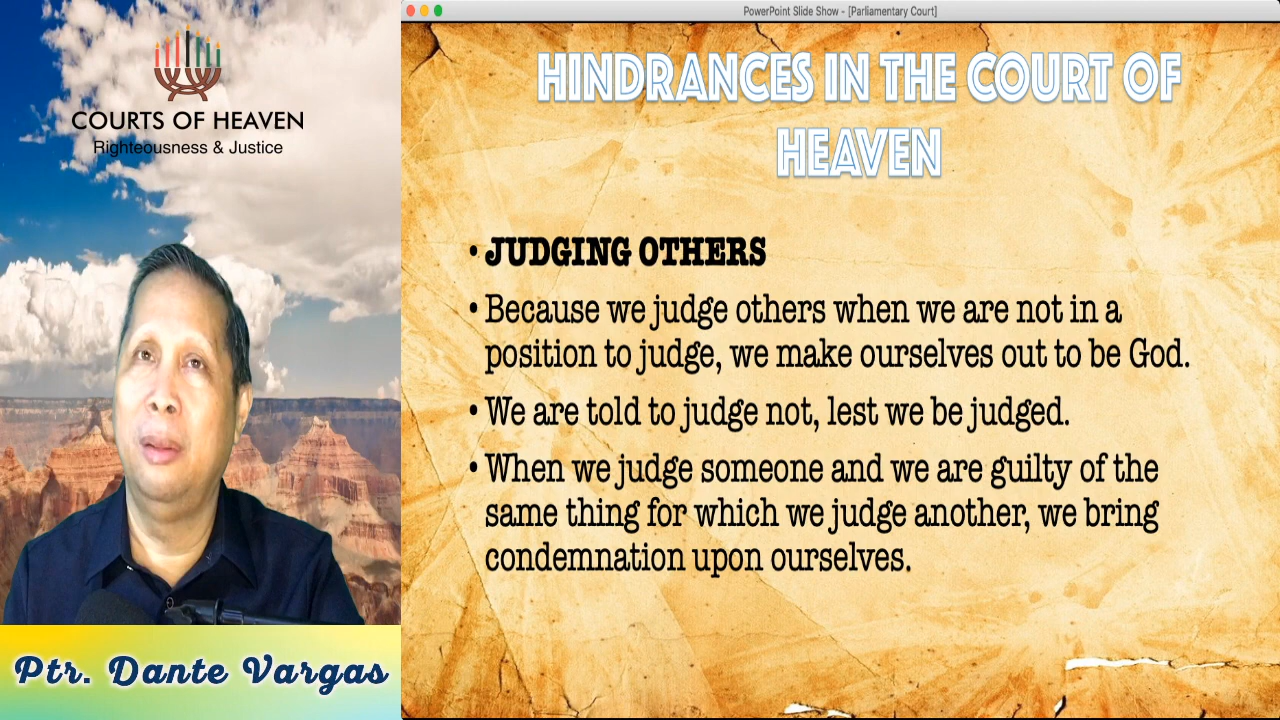 PowerPoint Slide Show - [Parliamentary Court]
COURTS OF HEAVEN
Righteousness & Justice
HINDRANCES IN THE COURT OF
HEAVEN
• JUDGING OTHERS
• Because we judge others when we are not in a
position to judge, we make ourselves out to be God.
• We are told to judge not, lest we be judged.
• When we judge someone and we are guilty of the
same thing for which we judge another, we bring
condemnation upon ourselves.
Ptr. Dante Vargas